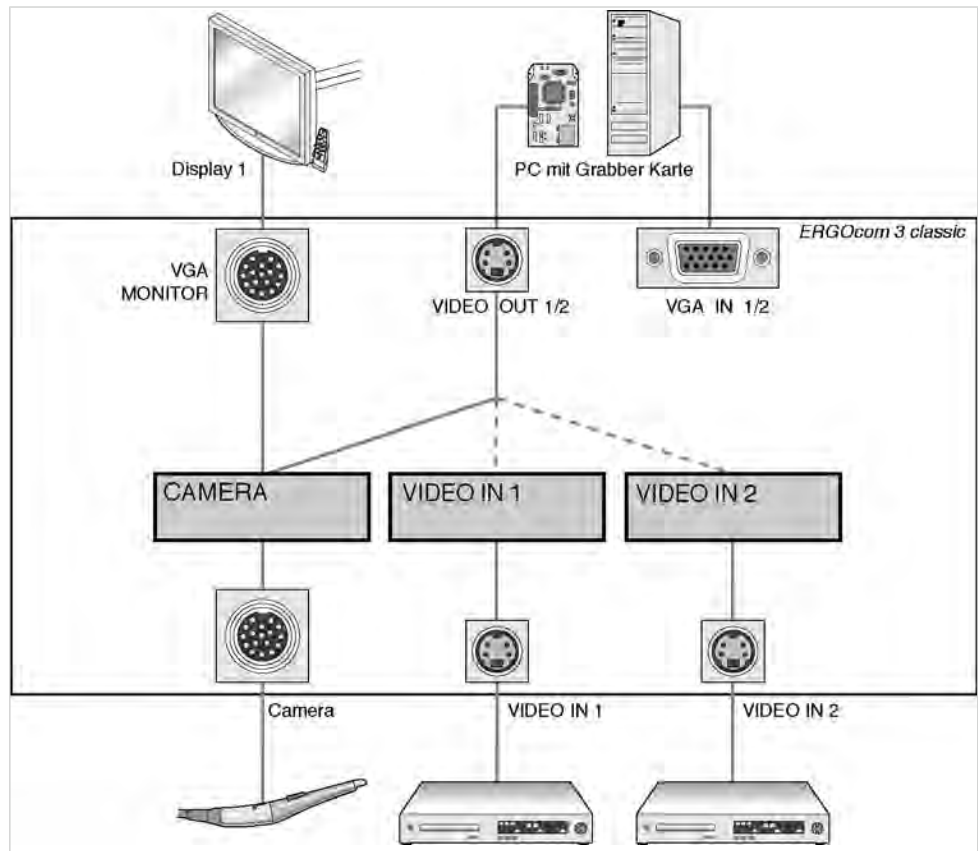 Display 1
PC mit Grabber Karte
ERGOcom 3 classic
VGA
MONITOR
VIDEO OUT 1/2
VGA IN 1/2
CAMERA
VIDEO IN 1
VIDEO IN 2
Camera
VIDEO IN 1
VIDEO IN 2